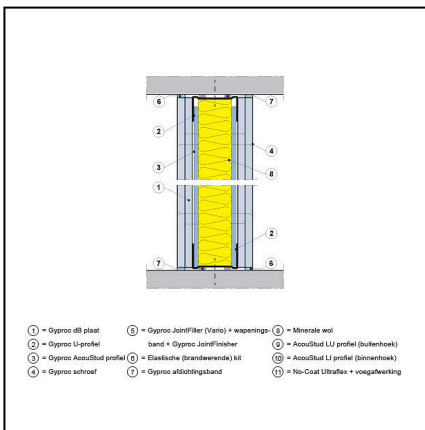 6 7
2
3 4
8
1
2
7 6
1 = Gyproc dB plaat
2 = Gyproc U-profiel
3 = Gyproc AcouStud profiel
4 = Gyproc schroef
5 = Gyproc JointFiller (Vario) + wapenings-
band + Gyproc JointFinisher
6 = Elastische (brandwerende) kit
7 = Gyproc afdichtingsband
8 = Minerale wol
9 = AcouStud LU profiel (buitenhoek)
10 = AcouStud LI profiel (binnenhoek)
11 = No-Coat Ultraflex + voegafwerking